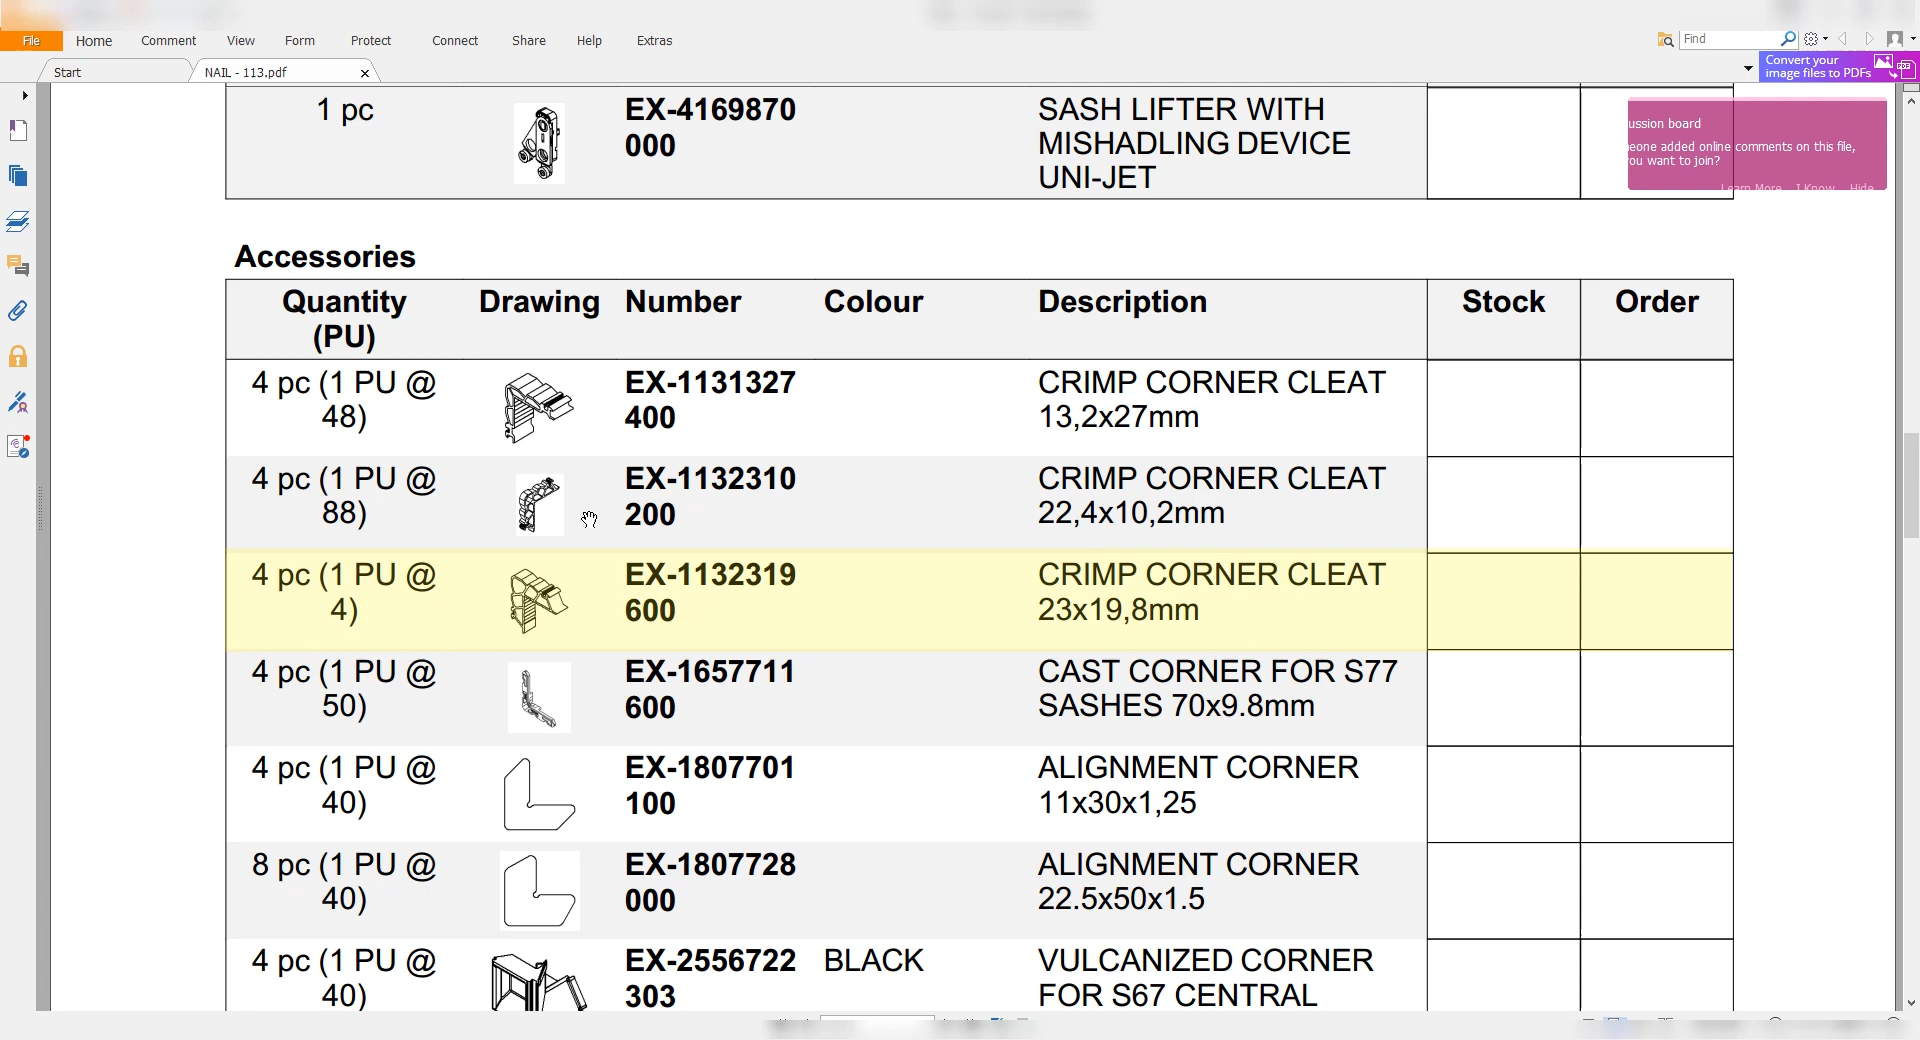 File Home Comment View Form Protect Connect Share Help Extras Find
Start NAIL - 113.pdf
Convert your
image files to PDFs
ussion board
eone added online comments on this file,
ou want to join?
Learn More I Know Hide
1 pc EX-4169870 SASH LIFTER WITH
000 MISHADLING DEVICE
UNI-JET
Accessories
Quantity Drawing Number Colour Description Stock Order
(PU)
4 pc (1 PU @ EX-1131327 CRIMP CORNER CLEAT
48) 400 13,2x27mm
4 pc (1 PU @ EX-1132310 CRIMP CORNER CLEAT
88) 200 22,4x10,2mm
4 pc (1 PU @ EX-1132319 CRIMP CORNER CLEAT
4) 600 23x19,8mm
4 pc (1 PU @ EX-1657711 CAST CORNER FOR S77
50) 600 SASHES 70x9.8mm
4 pc (1 PU @ EX-1807701 ALIGNMENT CORNER
40) 100 11x30x1,25
8 pc (1 PU @ EX-1807728 ALIGNMENT CORNER
40) 000 22.5x50x1.5
4 pc (1 PU @ EX-2556722 BLACK VULCANIZED CORNER
40) 303 FOR S67 CENTRAL